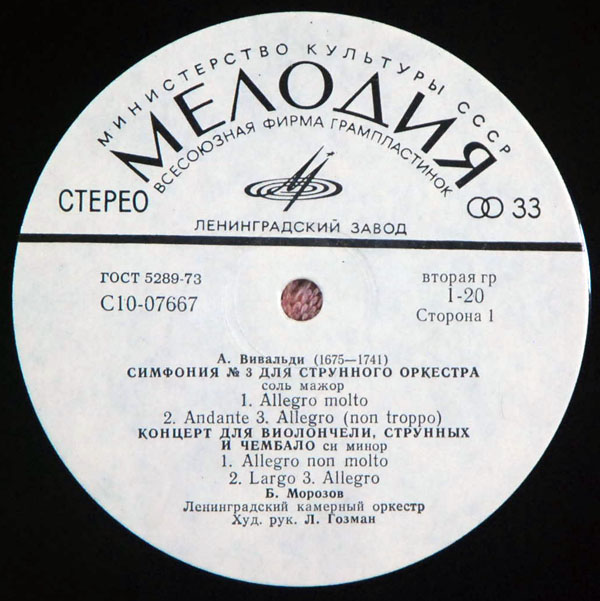 МИНИСТЕРСТВО КУЛЬТУРЫ СССР
МЕЛОДИЯ
ВСЕСОЮЗНАЯ ФИРМА ГРАМПЛАСТИНОК
СТЕРЕО
33
ЛЕНИНГРАДСКИЙ ЗАВОД
ГОСТ 5289-73
вторая гр
С10-07667
1-20
Сторона 1
А. Вивальди (1675—1741)
СИМФОНИЯ № 3 ДЛЯ СТРУННОГО ОРКЕСТРА
соль мажор
1. Allegro molto
2. Andante 3. Allegro (non troppo)
КОНЦЕРТ ДЛЯ ВИОЛОНЧЕЛИ, СТРУННЫХ
И ЧЕМБАЛО си минор
1. Allegro non molto
2. Largo 3. Allegro
Б. Морозов
Ленинградский камерный оркестр
Худ. рук. Л. Гозман